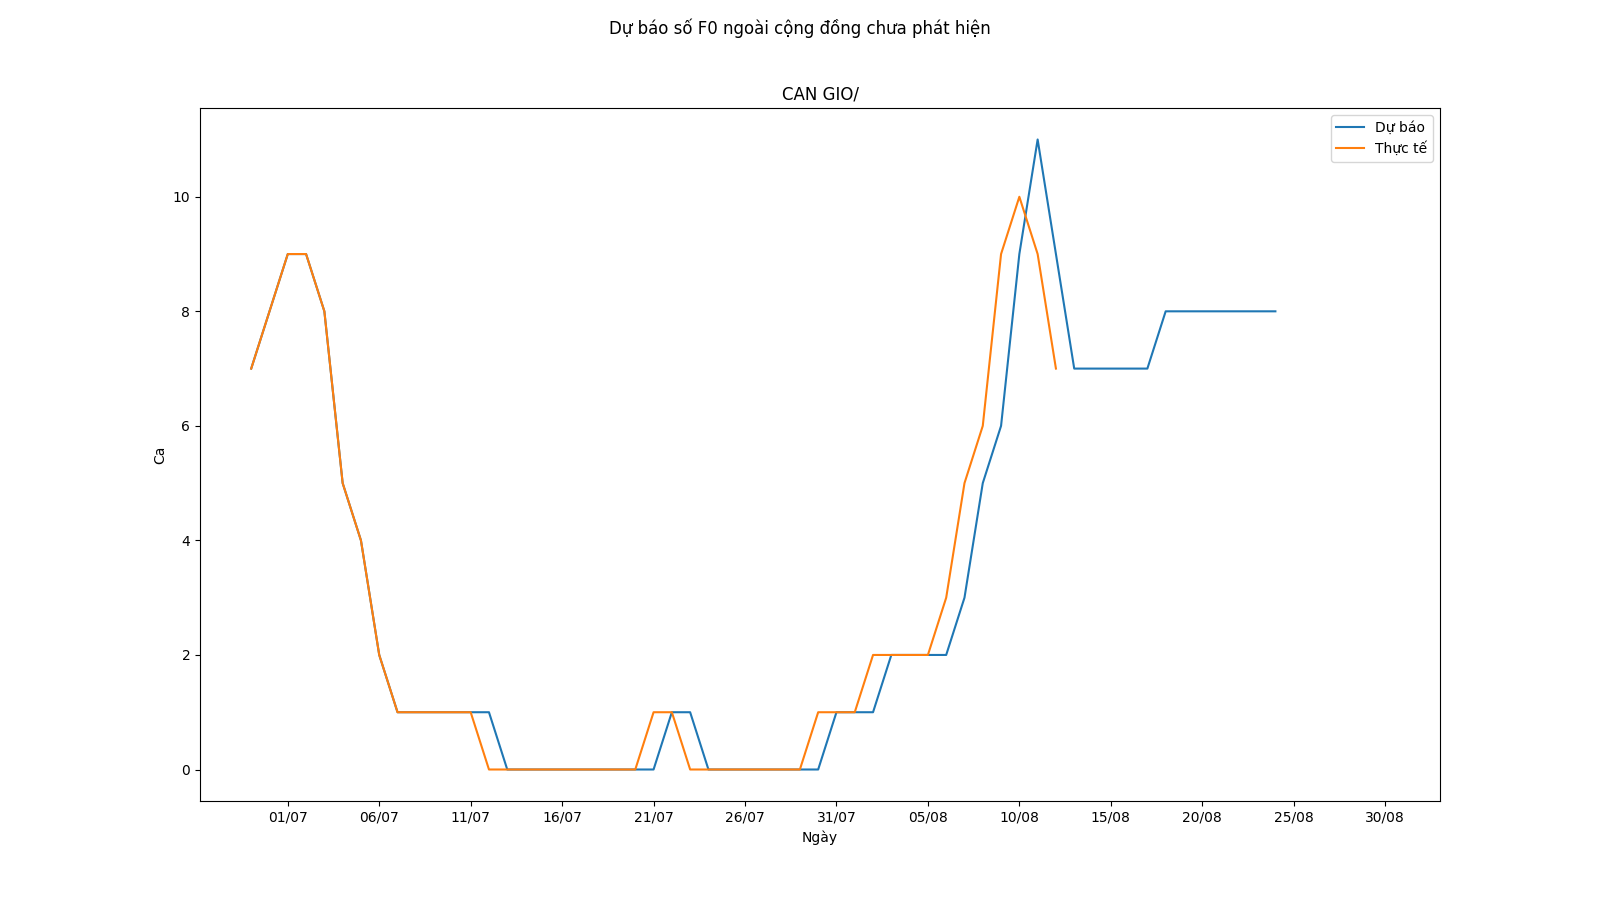 Dự báo số F0 ngoài cộng đồng chưa phát hiện
CAN GIO/
Dự báo
Thực tế
10
8
6
4
2
0
Ca
01/07 06/07 11/07 16/07 21/07 26/07 31/07 05/08 10/08 15/08 20/08 25/08 30/08
Ngày